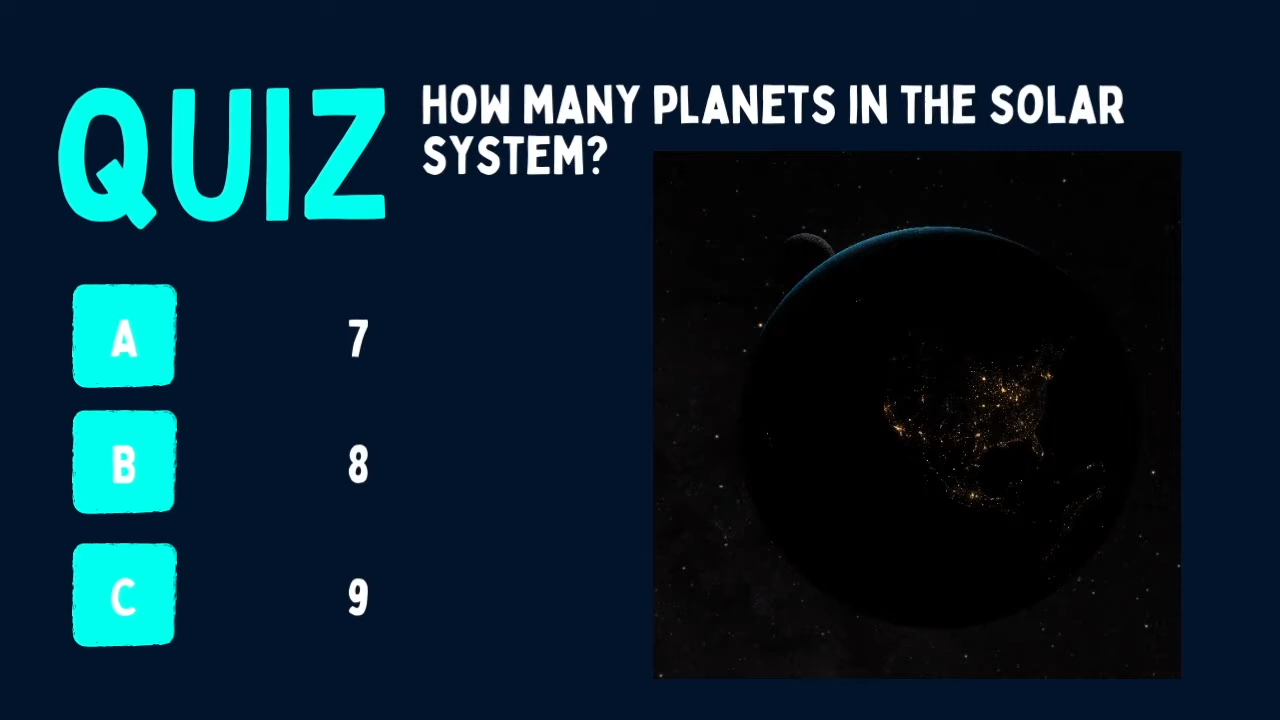 QUIZ
HOW MANY PLANETS IN THE SOLAR
SYSTEM?
A 7
B 8
C 9